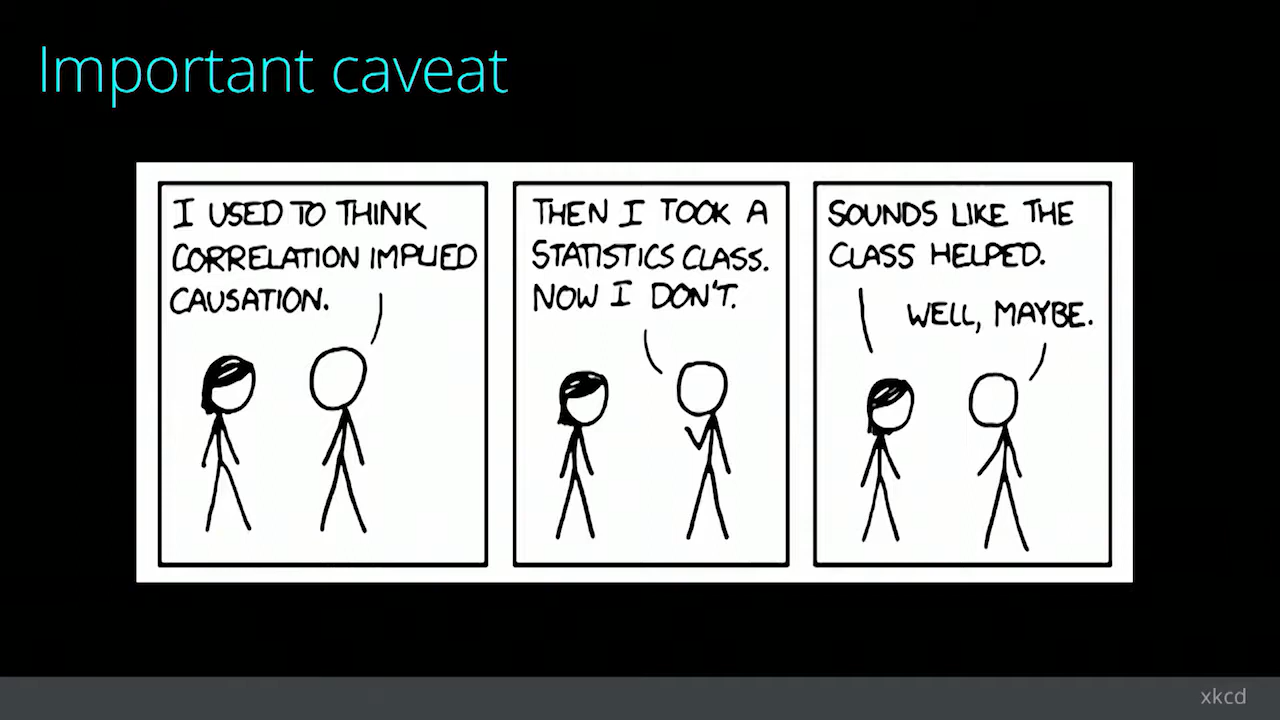 Important caveat
I USED TO THINK
CORRELATION IMPLIED
CAUSATION.
THEN I TOOK A
STATISTICS CLASS.
NOW I DON'T.
SOUNDS LIKE THE
CLASS HELPED.
WELL, MAYBE.
xkcd